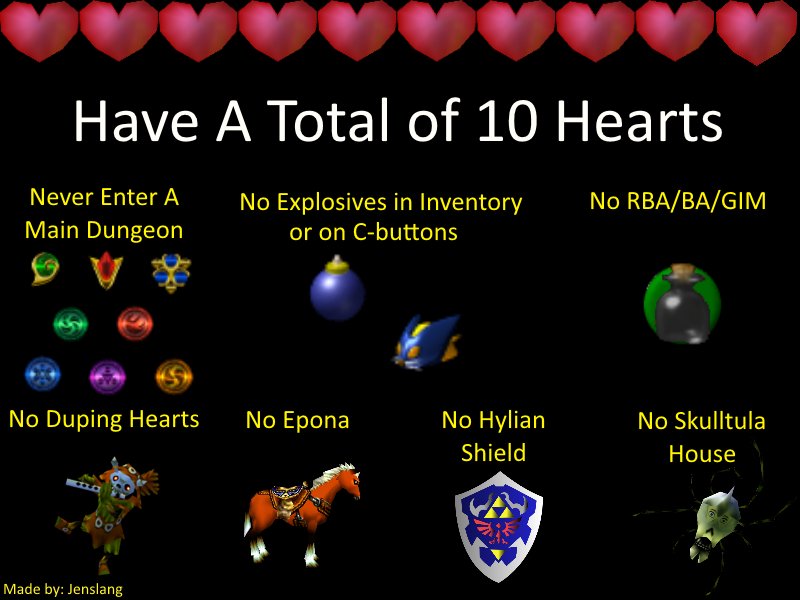 Have A Total of 10 Hearts
Never Enter A
Main Dungeon
No Explosives in Inventory
or on C-buttons
No RBA/BA/GIM
No Duping Hearts
No Epona
No Hylian
Shield
No Skulltula
House
Made by: Jenslang